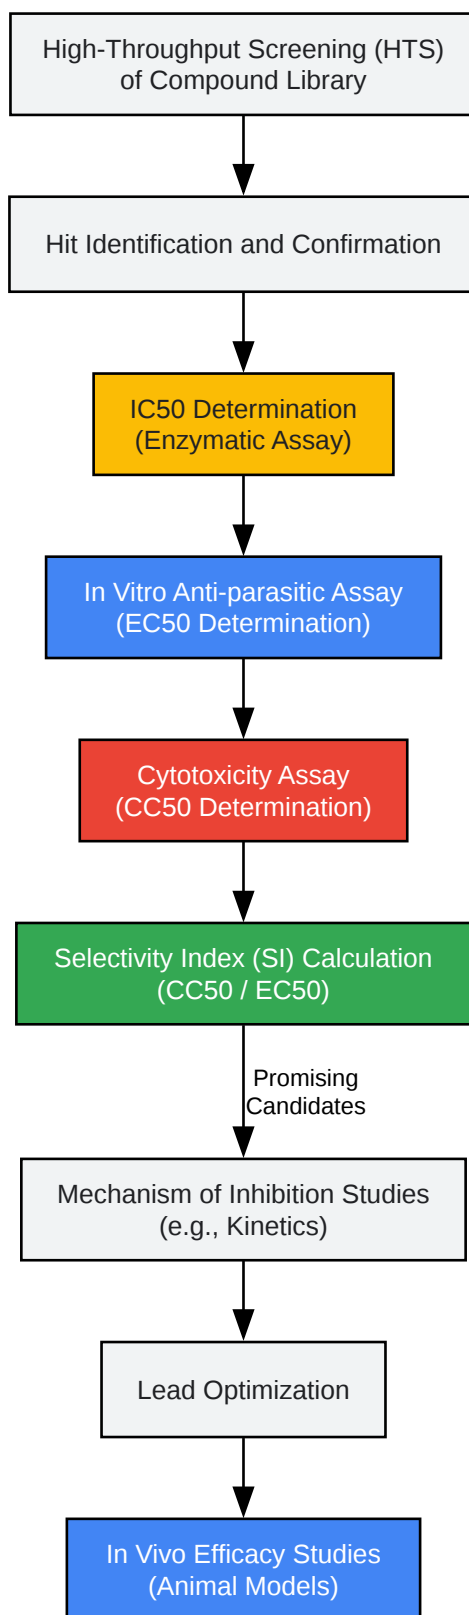 High-Throughput Screening (HTS)
of Compound Library
Hit Identification and Confirmation
IC50 Determination
(Enzymatic Assay)
In Vitro Anti-parasitic Assay
(EC50 Determination)
Cytotoxicity Assay
(CC50 Determination)
Selectivity Index (SI) Calculation
(CC50 / EC50)
Promising
Candidates
Mechanism of Inhibition Studies
(e.g., Kinetics)
Lead Optimization
In Vivo Efficacy Studies
(Animal Models)